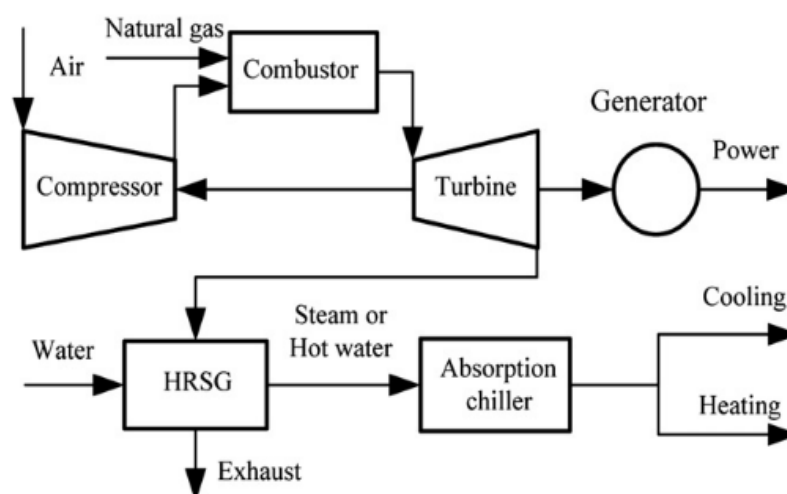 Natural gas
Air
Combustor
Generator
Compressor
Turbine
Power
Water
HRSG
Steam or
Hot water
Absorption
chiller
Cooling
Heating
Exhaust